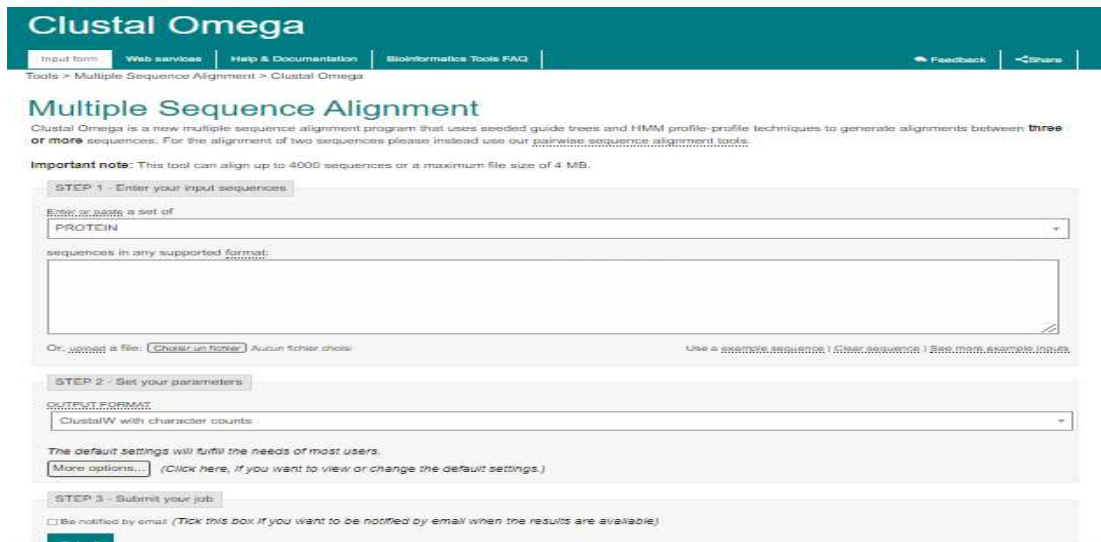 Clustal Omega
Input form Web services Help & Documentation Bioinformatics Tools FAQ Feedback Share
Tools > Multiple Sequence Alignment > Clustal Omega
Multiple Sequence Alignment
Clustal Omega is a new multiple sequence alignment program that uses seeded guide trees and HMM profile-profile techniques to generate alignments between three
or more sequences. For the alignment of two sequences please instead use our pairwise sequence alignment tools.
Important note: This tool can align up to 4000 sequences or a maximum file size of 4 MB.
STEP 1 - Enter your input sequences
Enter or paste a set of
PROTEIN
sequences in any supported format:
Or, upload a file: Choisir un fichier Aucun fichier choisi Use a example sequence | Clear sequence | See more example inputs
STEP 2 - Set your parameters
OUTPUT FORMAT
ClustalW with character counts
The default settings will fulfill the needs of most users.
More options... (Click here, if you want to view or change the default settings.)
STEP 3 - Submit your job
Be notified by email (Tick this box if you want to be notified by email when the results are available)